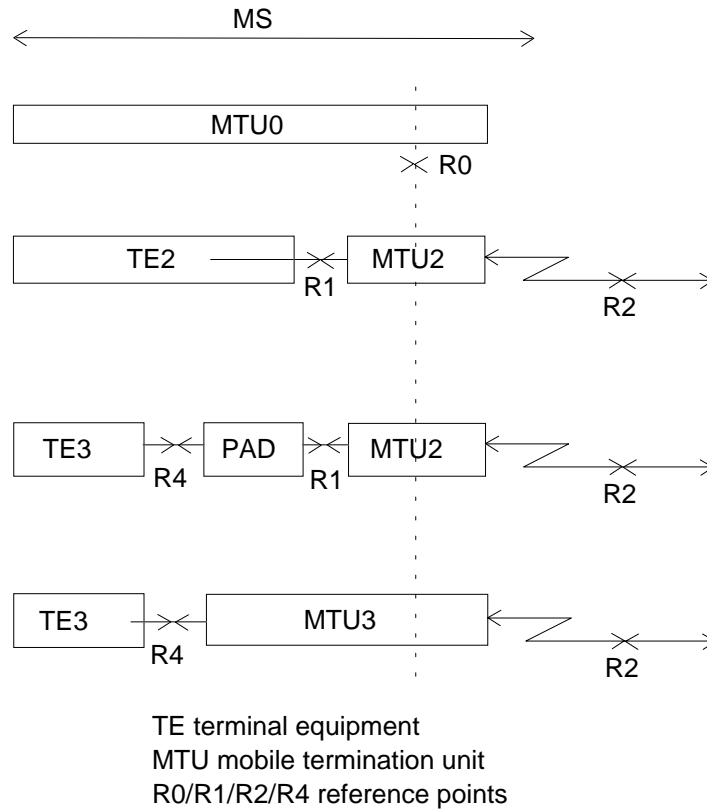 MS
MTU0
R0
TE2 MTU2
R1 R2
TE3 PAD MTU2
R4 R1 R2
TE3 MTU3
R4 R2
TE terminal equipment
MTU mobile termination unit
R0/R1/R2/R4 reference points